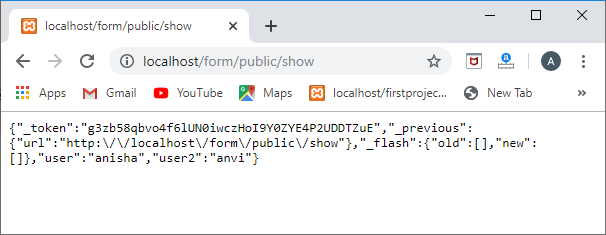 localhost/form/public/show
localhost/form/public/show
A
Apps Gmail YouTube Maps localhost/firstprojec... New Tab »
{"_token":"g3zb58qbvo4f6lUN0iwczHoI9Y0ZYE4P2UDDTZuE","_previous":
{"url":"http:\/\/localhost\/form\/public\/show"},"_flash":{"old":[],"new":
[]},"user":"anisha","user2":"anvi"}